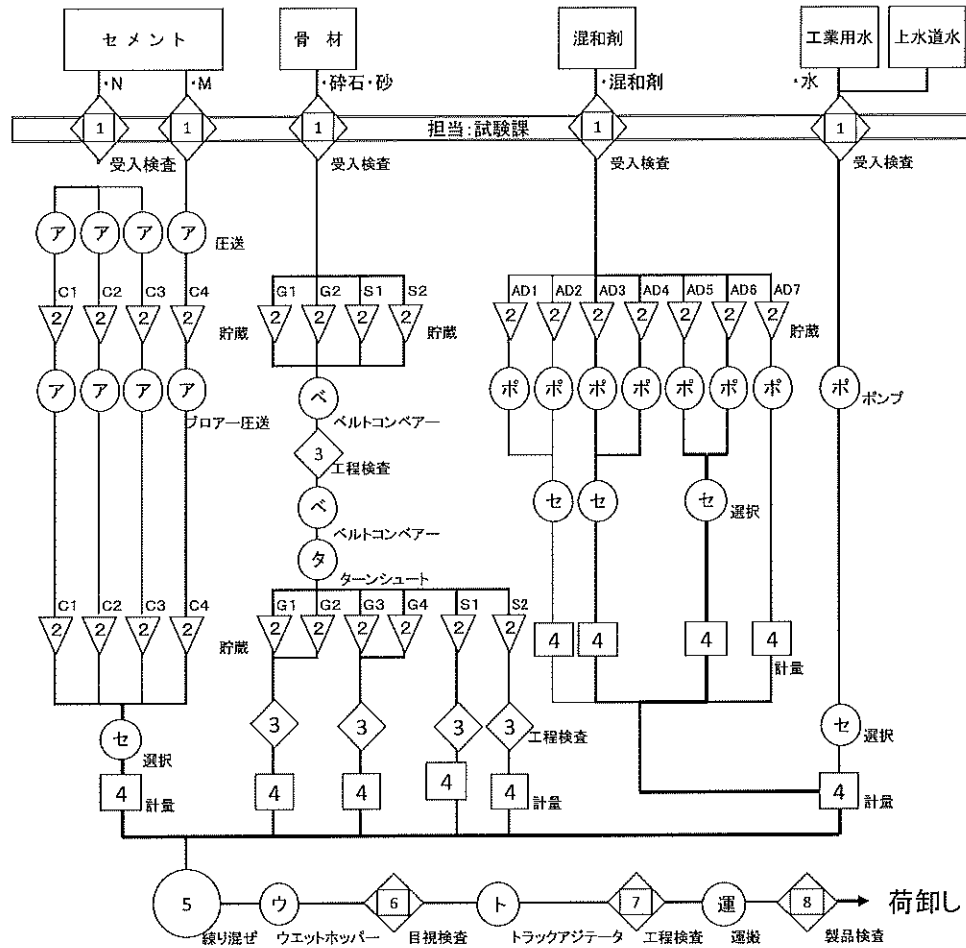 セメント
骨材
混和剤
工業用水
上水道水
・N
・M
・砕石・砂
・混和剤
・水
1
1
1
1
1
担当:試験課
受入検査
受入検査
受入検査
受入検査
ア
ア
ア
ア
圧送
C1
C2
C3
C4
G1
G2
S1
S2
AD1
AD2
AD3
AD4
AD5
AD6
AD7
2
2
2
2
貯蔵
2
2
2
2
貯蔵
2
2
2
2
2
2
2
貯蔵
ア
ア
ア
ア
ブロアー圧送
ベ
ベルトコンベアー
ポ
ポ
ポ
ポ
ポ
ポ
ポ
ポ
ポンプ
3
工程検査
ベ
ベルトコンベアー
セ
セ
セ
選択
タ
ターンシュート
C1
C2
C3
C4
G1
G2
G3
G4
S1
S2
2
2
2
2
貯蔵
2
2
2
2
2
2
4
4
4
4
計量
セ
選択
3
3
3
3
工程検査
セ
選択
4
計量
4
4
4
4
計量
4
計量
5
練り混ぜ
ウ
ウエットホッパー
6
目視検査
ト
トラックアジテータ
7
工程検査
運
運搬
8
製品検査
荷卸し